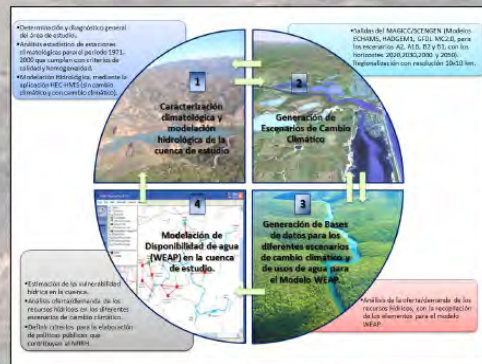 •Determinación y diagnóstico general
del área de estudio.
•Análisis estadístico de estaciones
climatológicas para el período 1971-
2000 que cumplan con criterios de
calidad y homogeneidad.
•Modelación Hidrológica, mediante la
aplicación HEC-HMS (sin cambio
climático y con cambio climático).
1
Caracterización
climatológica y
modelación
hidrológica de la
cuenca de estudio
•Salidas del MAGICC/SCENGEN (Modelos
ECHAM5, HADGEM1, GFDL MC2.0, para
los escenarios A2, A1B, B2 y B1, con los
horizontes 2020,2030, 2040 y 2050).
Regionalización con resolución 10x10 km.
2
Generación de
Escenarios de Cambio
Climático
4
Modelación de
Disponibilidad de agua
(WEAP) en la cuenca
de estudio.
3
Generación de Bases
de datos para los
diferentes escenarios
de cambio climático y
de usos de agua para
el Modelo WEAP.
•Estimación de la vulnerabilidad
hídrica en la cuenca.
•Análisis oferta/demanda de los
recursos hídricos en los diferentes
escenarios de cambio climático.
•Definir criterios para la elaboración
de políticas públicas que
contribuyan al MIRH.
•Análisis de la oferta/demanda de los
recursos hídricos, con la recopilación
de los elementos para el modelo
WEAP.